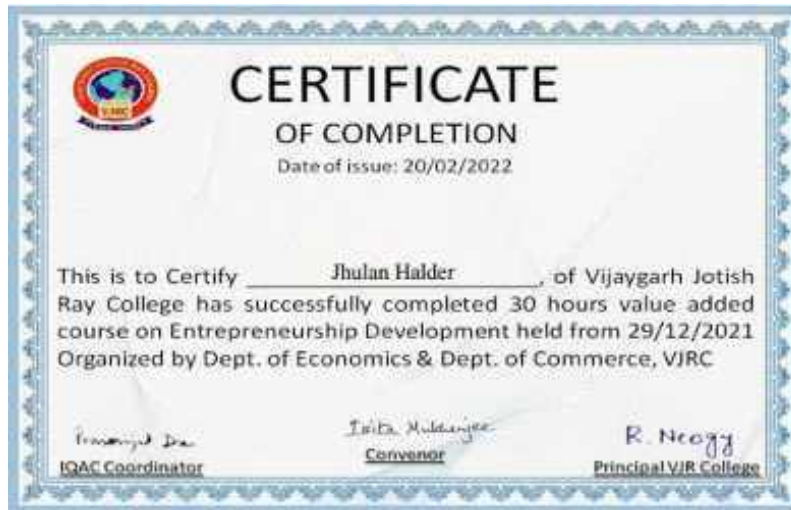 VJRC
CERTIFICATE
OF COMPLETION
Date of issue: 20/02/2022
This is to Certify Jhulan Halder, of Vijaygarh Jotish
Ray College has successfully completed 30 hours value added
course on Entrepreneurship Development held from 29/12/2021
Organized by Dept. of Economics & Dept. of Commerce, VJRC
Mukherjee
R. Neogy
IQAC Coordinator
Convenor
Principal VJR College